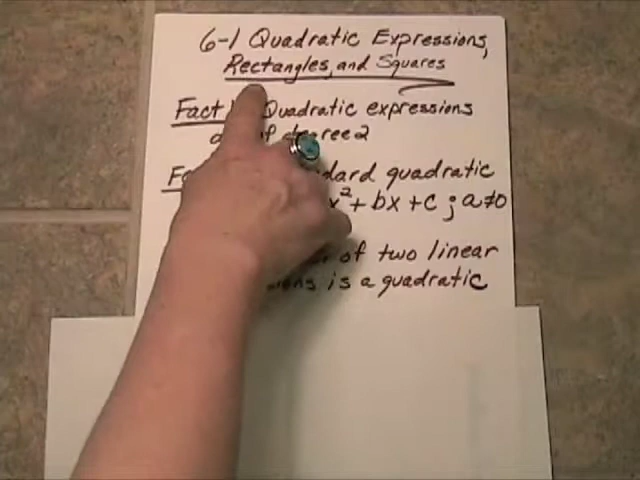 6-1 Quadratic Expressions,
Rectangles, and Squares
Fact Quadratic expressions
degree 2
quadratic
x² + bx + c ; a≠0
of two linear
is a quadratic